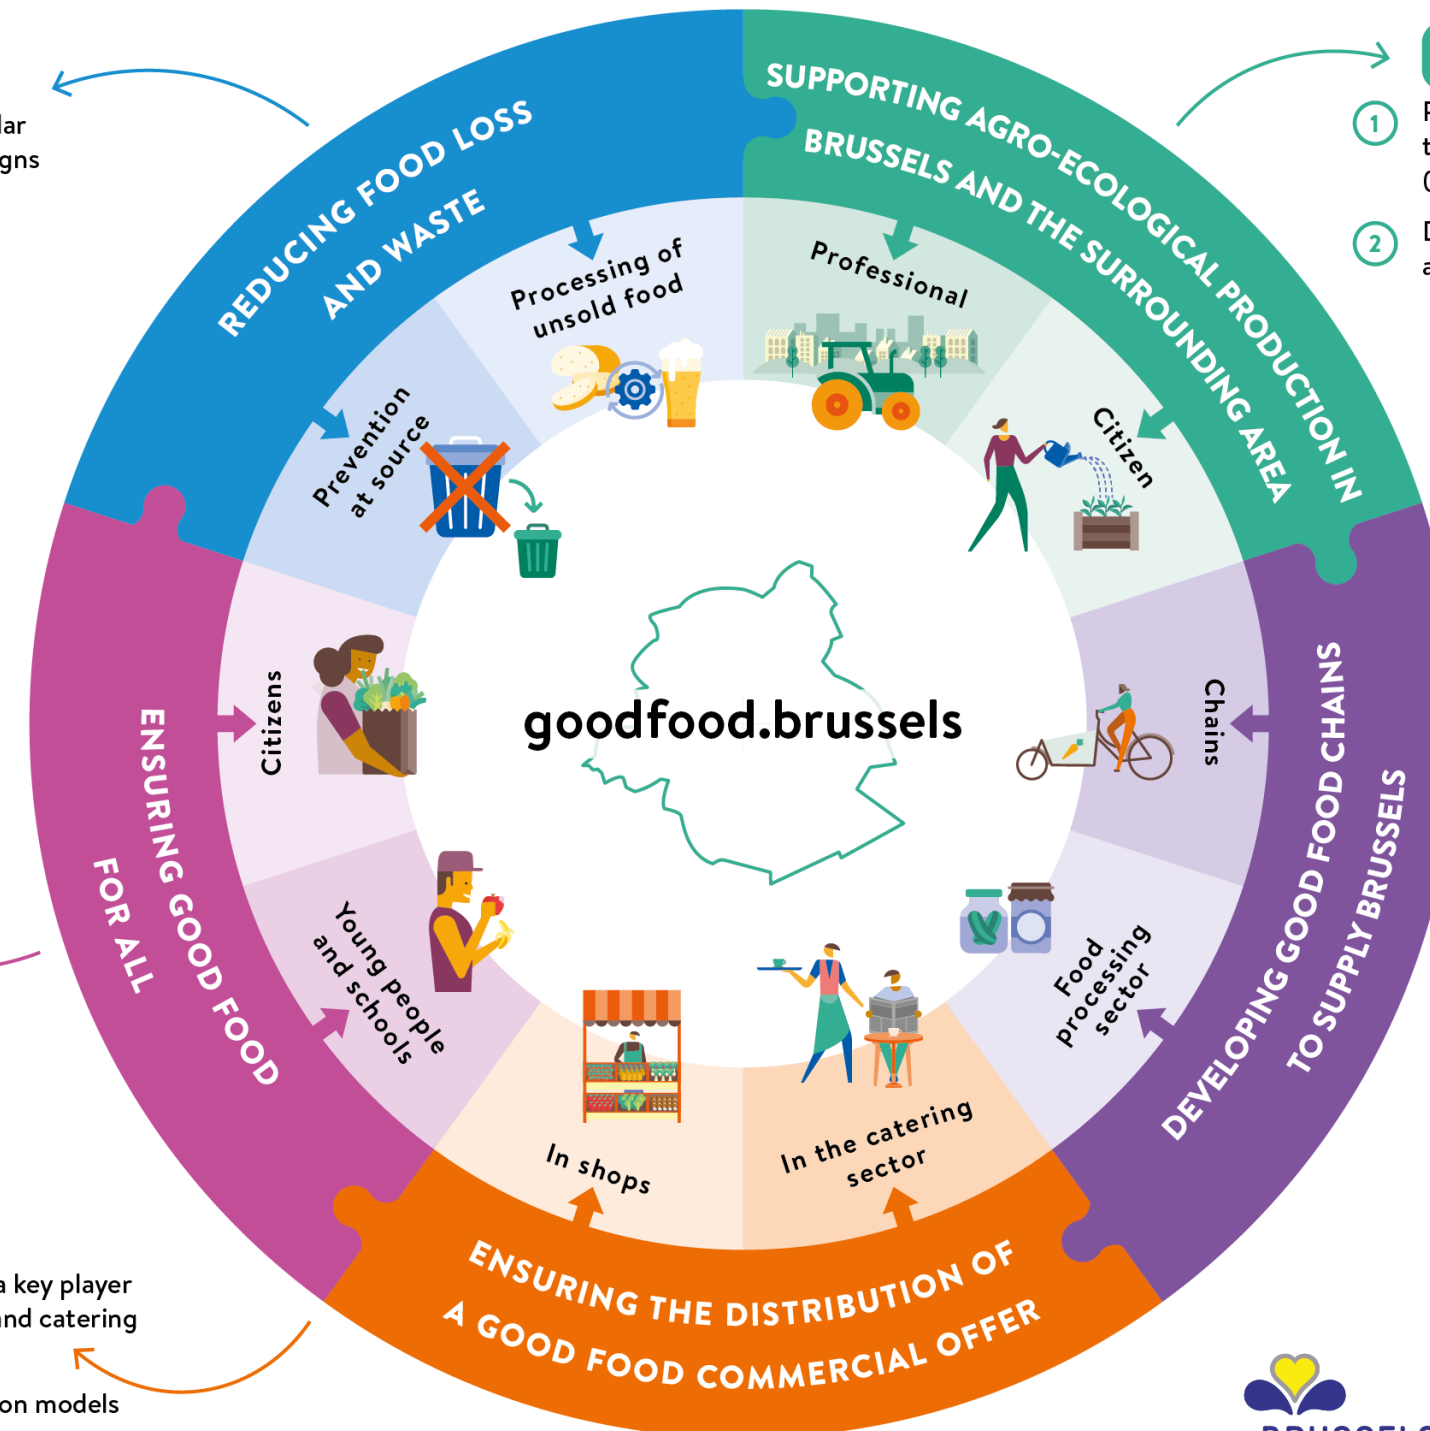 REDUCING FOOD LOSS
AND WASTE
SUPPORTING AGRO-ECOLOGICAL PRODUCTION IN
BRUSSELS AND THE SURROUNDING AREA
1
2
Processing of
unsold food
Professional
Prevention
at source
Citizen
Citizens
goodfood.brussels
Chains
DEVELOPING GOOD FOOD CHAINS
TO SUPPLY BRUSSELS
ENSURING GOOD FOOD
FOR ALL
Young people
and schools
Food
processing
sector
In shops
In the catering
sector
ENSURING THE DISTRIBUTION OF
A GOOD FOOD COMMERCIAL OFFER
a key player
and catering
on models